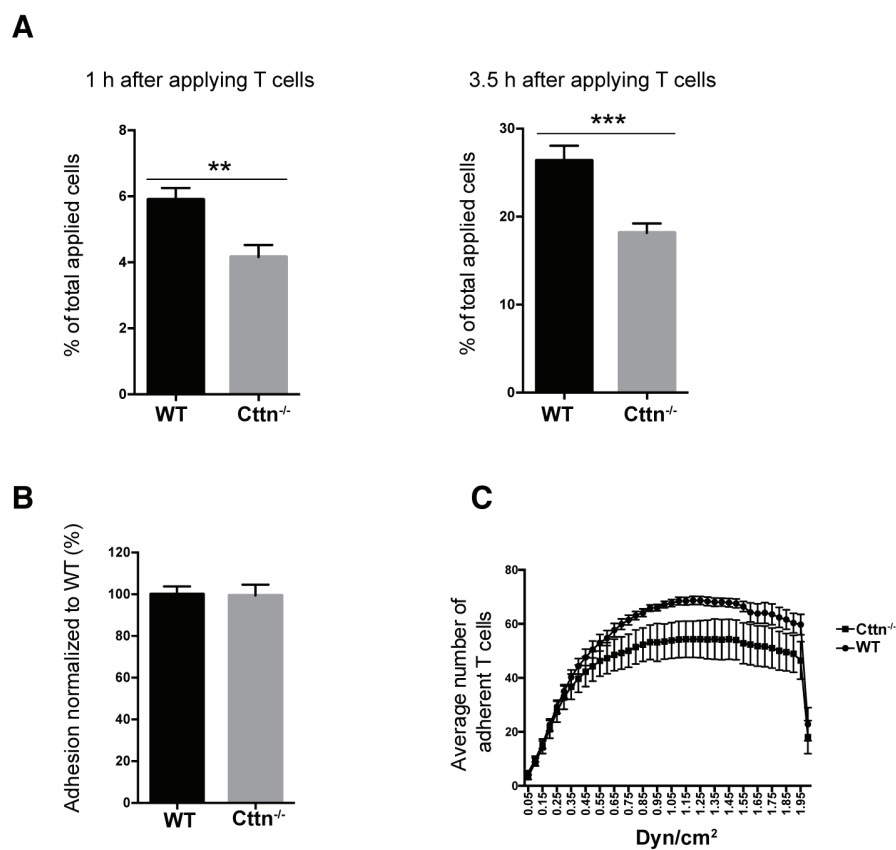 A
1 h after applying T cells
% of total applied cells
8
6
4
2
0
**
WT
Cttn-/-
3.5 h after applying T cells
% of total applied cells
30
20
10
0
***
WT
Cttn-/-
B
Adhesion normalized to WT (%)
120
100
80
60
40
20
0
WT
Cttn-/-
C
Average number of
adherent T cells
80
60
40
20
0
0.05
0.15
0.25
0.35
0.45
0.55
0.65
0.75
0.85
0.95
1.05
1.15
1.25
1.35
1.45
1.55
1.65
1.75
1.85
1.95
Dyn/cm2
Cttn-/-
WT